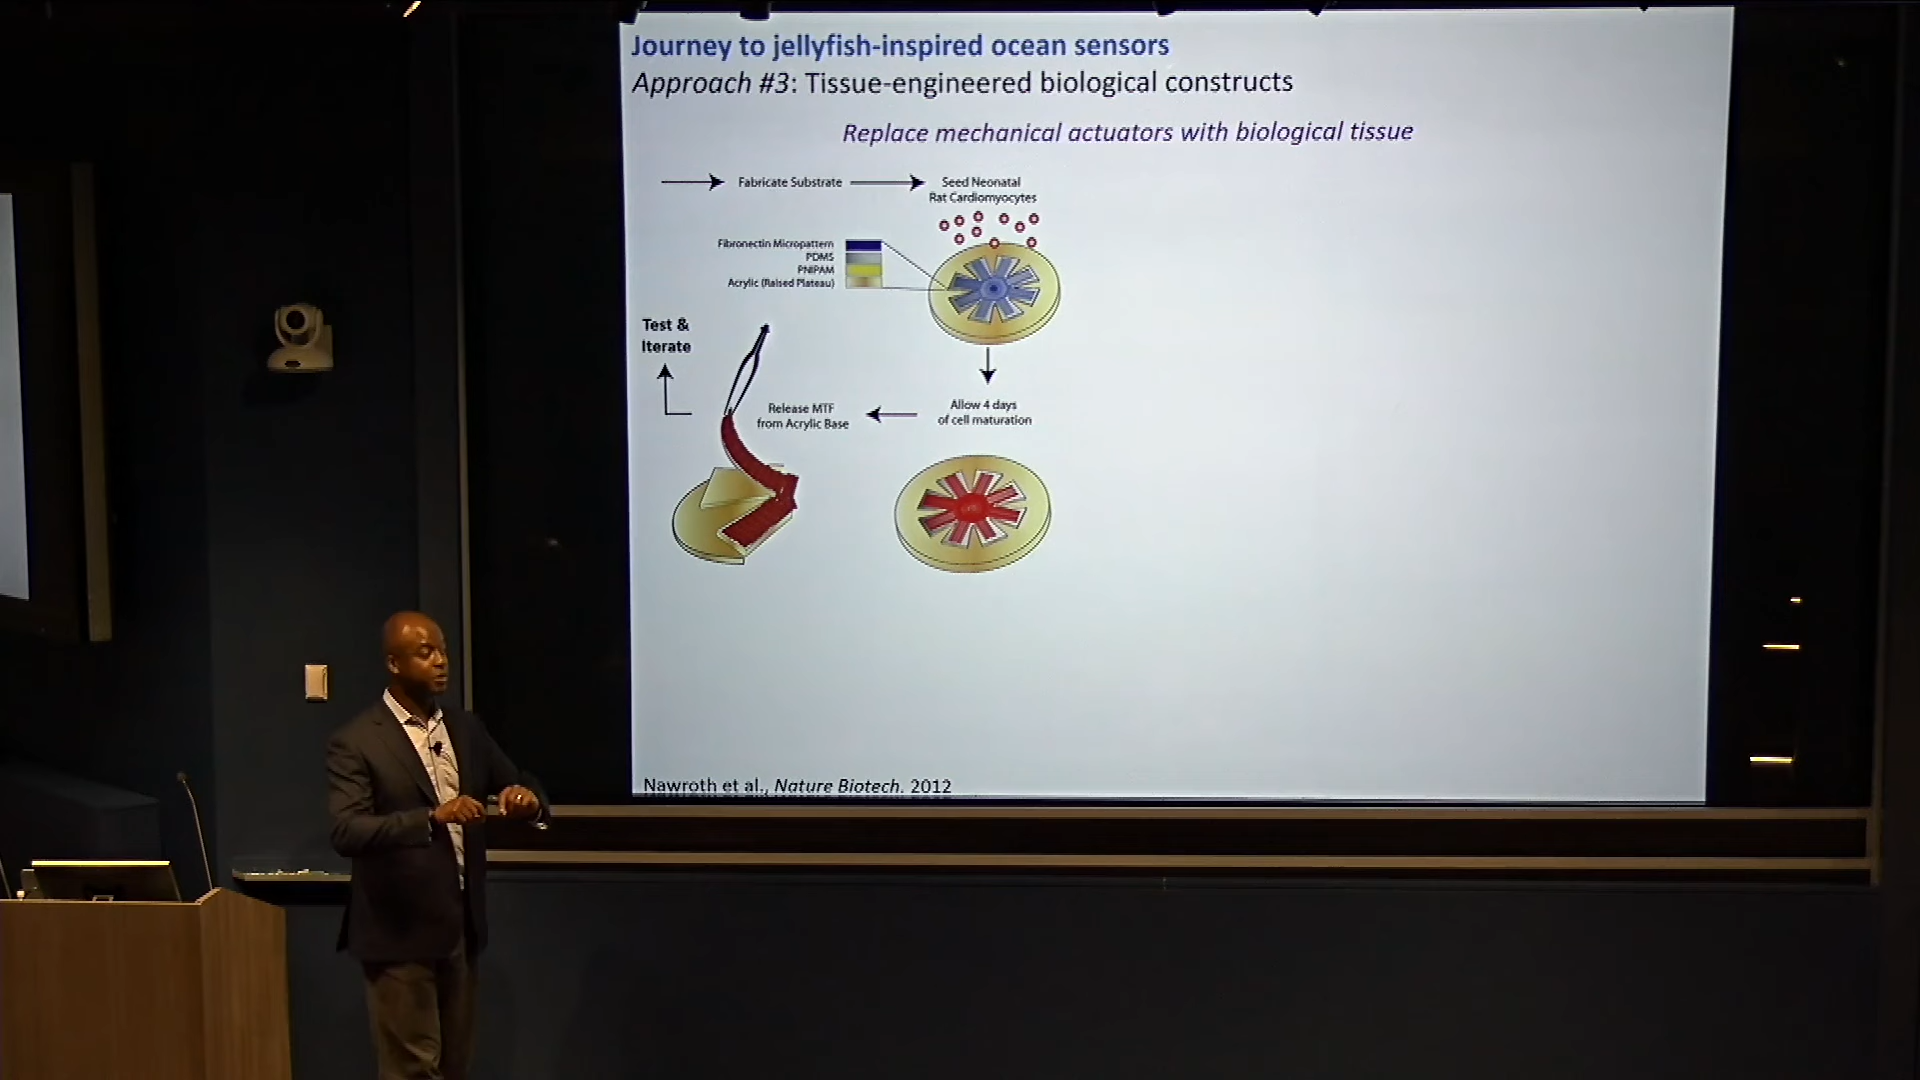 Journey to jellyfish-inspired ocean sensors
Approach #3: Tissue-engineered biological constructs
Replace mechanical actuators with biological tissue
Fabricate Substrate
Seed Neonatal
Rat Cardiomyocytes
Fibronectin Micropattern
PDMS
PNIPAM
Acrylic (Raised Plateau)
Test &
Iterate
Release MTF
from Acrylic Base
Allow 4 days
of cell maturation
Nawroth et al., Nature Biotech. 2012